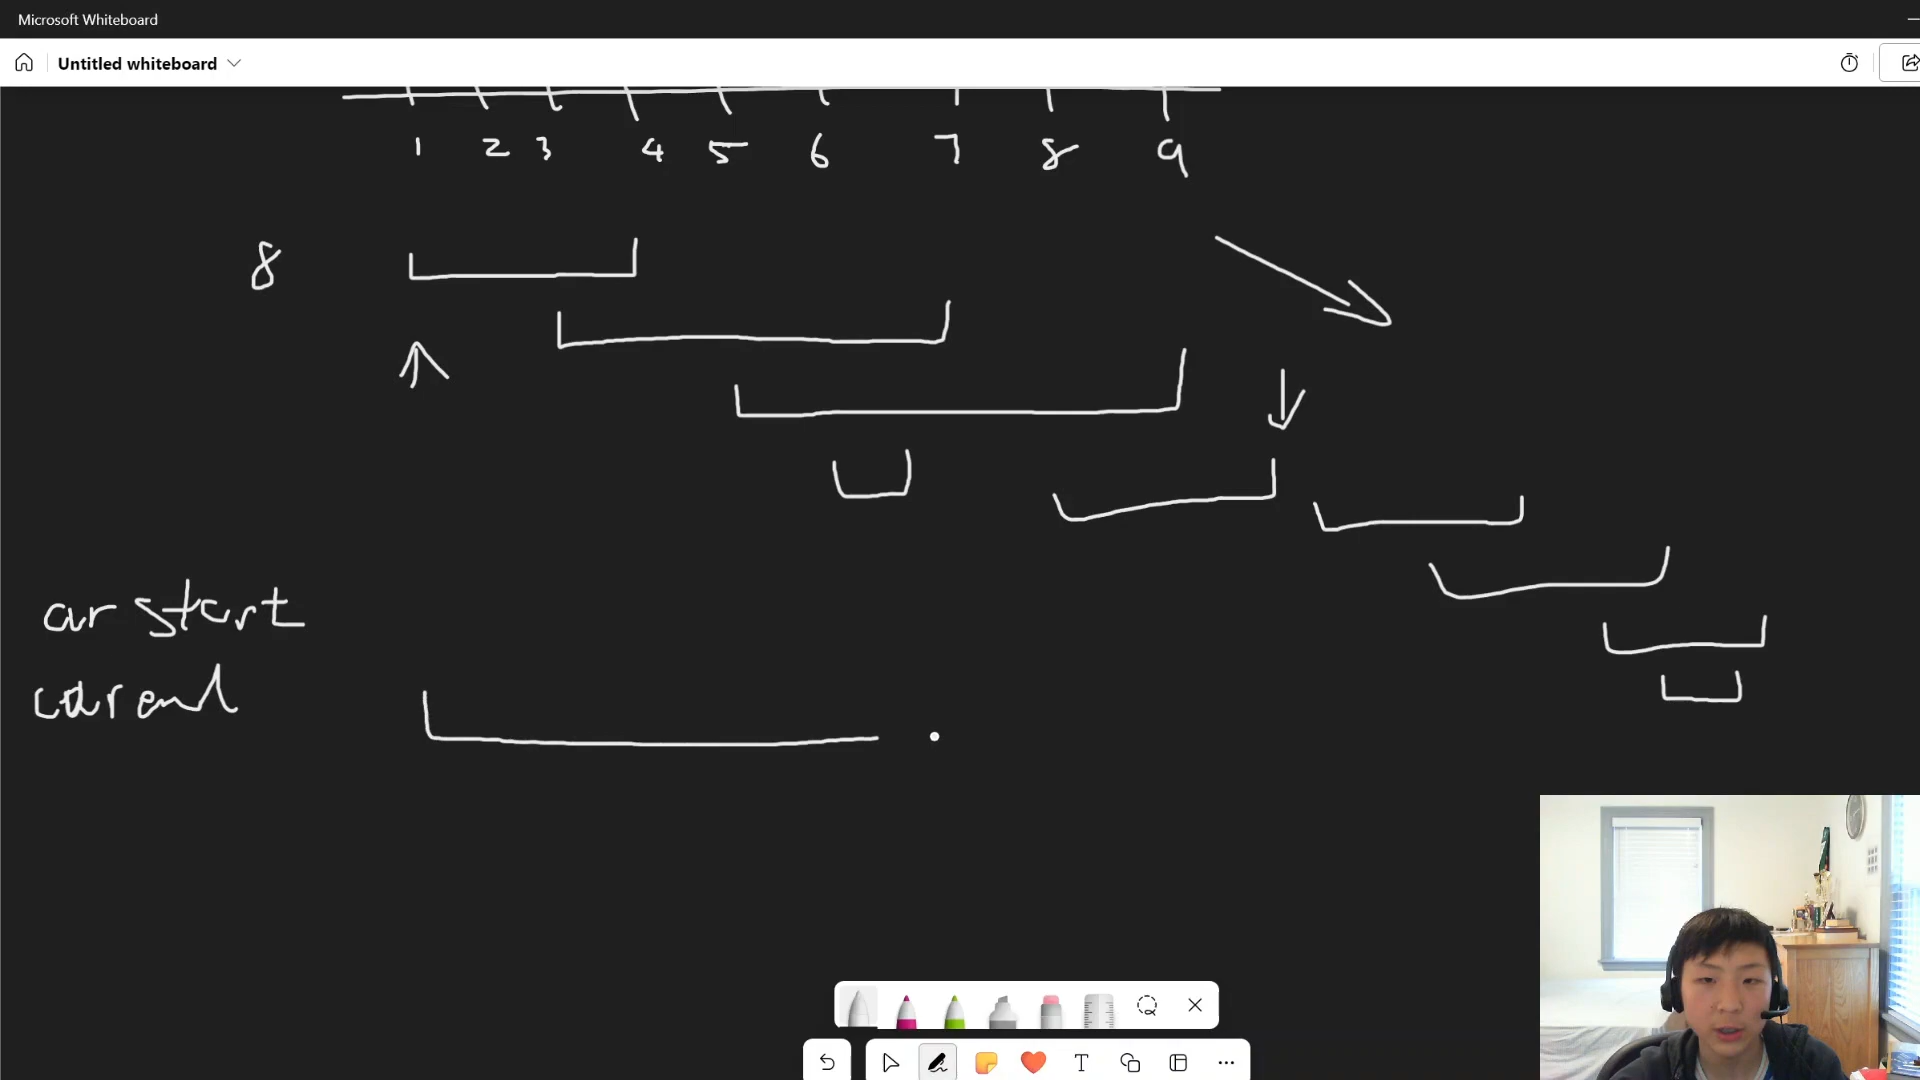 Microsoft Whiteboard
Untitled whiteboard
1 2 3 4 5 6 7 8 9
8
cur start
cur end